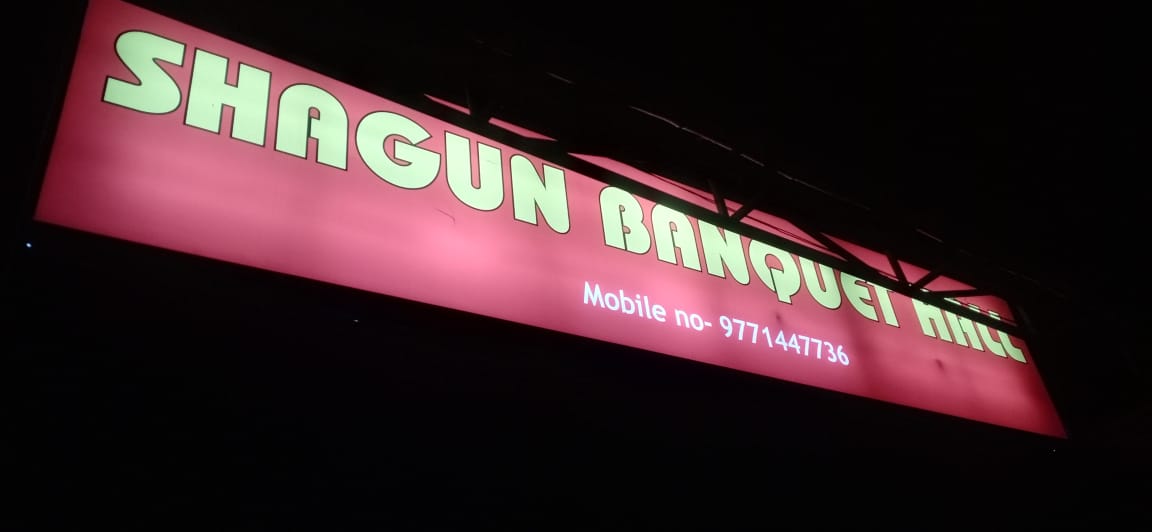 SHAGUN BANQUET HALL
Mobile no- 9771447736